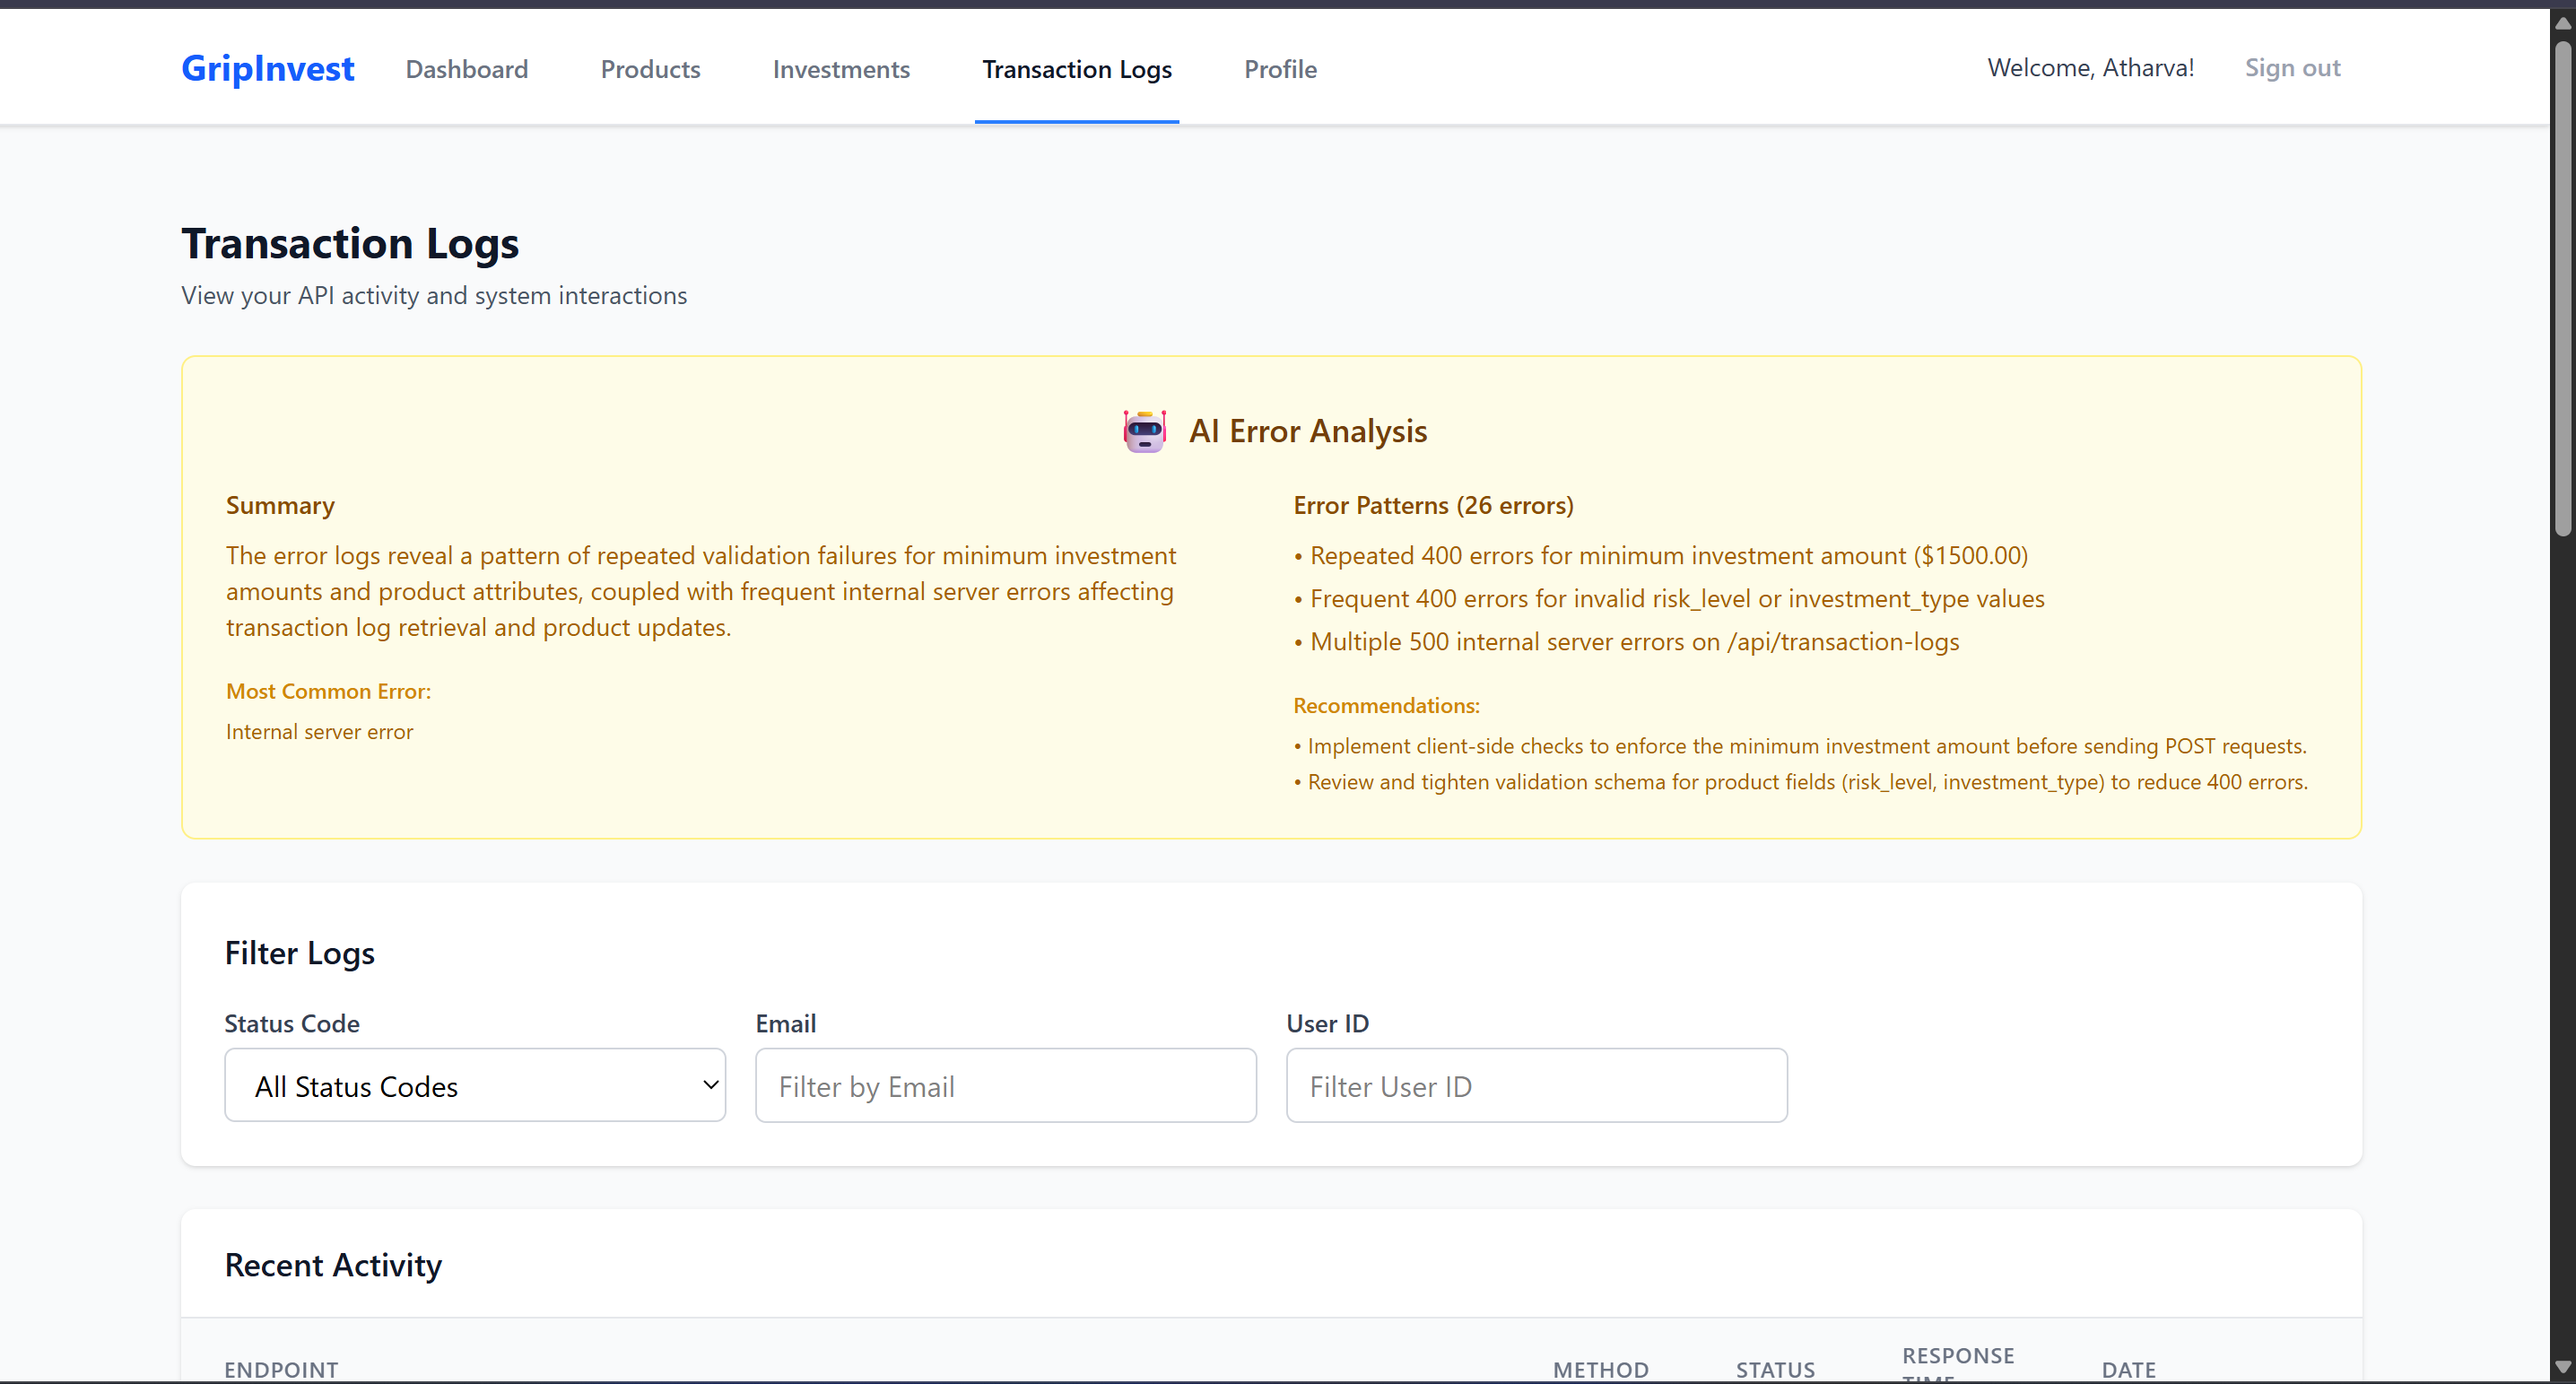 GripInvest
Dashboard
Products
Investments
Transaction Logs
Profile
Welcome, Atharva!
Sign out
Transaction Logs
View your API activity and system interactions
AI Error Analysis
Summary
The error logs reveal a pattern of repeated validation failures for minimum investment
amounts and product attributes, coupled with frequent internal server errors affecting
transaction log retrieval and product updates.
Most Common Error:
Internal server error
Error Patterns (26 errors)
• Repeated 400 errors for minimum investment amount ($1500.00)
• Frequent 400 errors for invalid risk_level or investment_type values
• Multiple 500 internal server errors on /api/transaction-logs
Recommendations:
• Implement client-side checks to enforce the minimum investment amount before sending POST requests.
• Review and tighten validation schema for product fields (risk_level, investment_type) to reduce 400 errors.
Filter Logs
Status Code
All Status Codes
Email
Filter by Email
User ID
Filter User ID
Recent Activity
ENDPOINT
METHOD
STATUS
RESPONSE
TIME
DATE